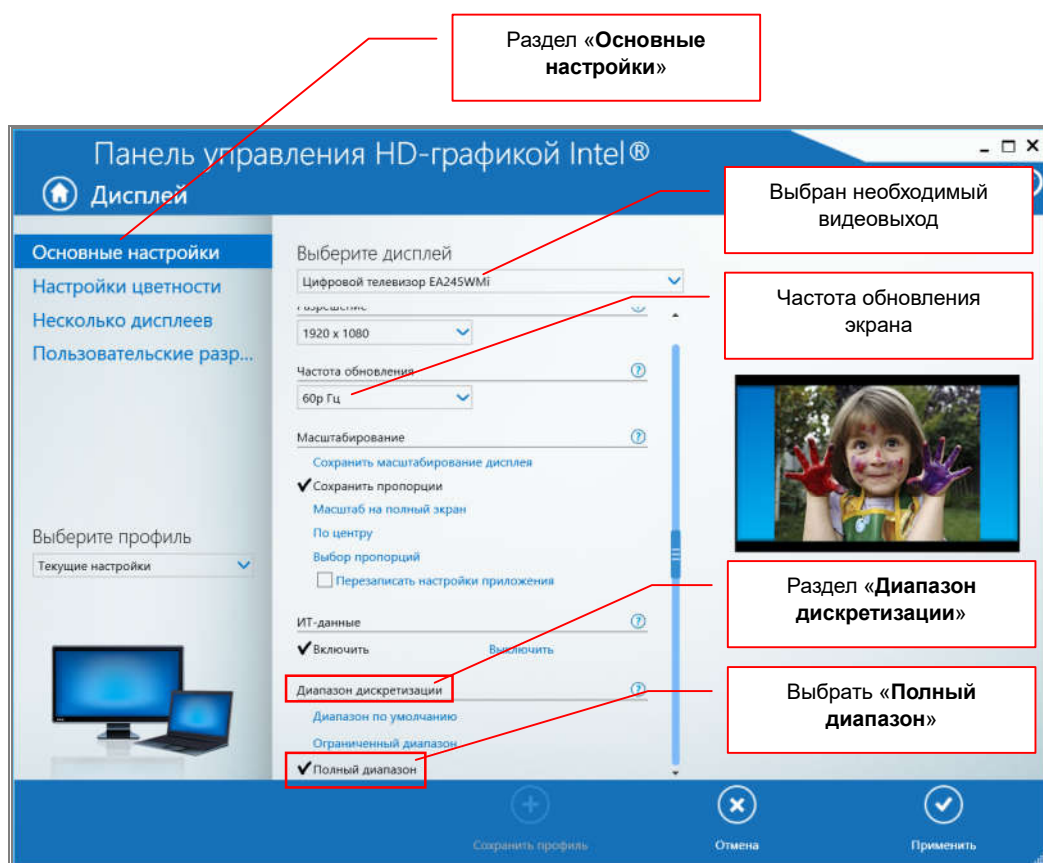 Раздел «Основные
настройки»
Панель управления HD-графикой Intel®
Дисплей
Выбран необходимый
видеовыход
Основные настройки
Настройки цветности
Несколько дисплеев
Пользовательские разр...
Выберите дисплей
Цифровой телевизор EA245WMi
Разрешение
1920 x 1080
Частота обновления
экрана
Частота обновления
60p Гц
Масштабирование
Сохранить масштабирование дисплея
Сохранить пропорции
Масштаб на полный экран
По центру
Выбор пропорций
Перезаписать настройки приложения
Выберите профиль
Текущие настройки
Раздел «Диапазон
дискретизации»
ИТ-данные
Включить Выключить
Диапазон дискретизации
Диапазон по умолчанию
Ограниченный диапазон
Полный диапазон
Выбрать «Полный
диапазон»
Сохранить профиль Отмена Применить